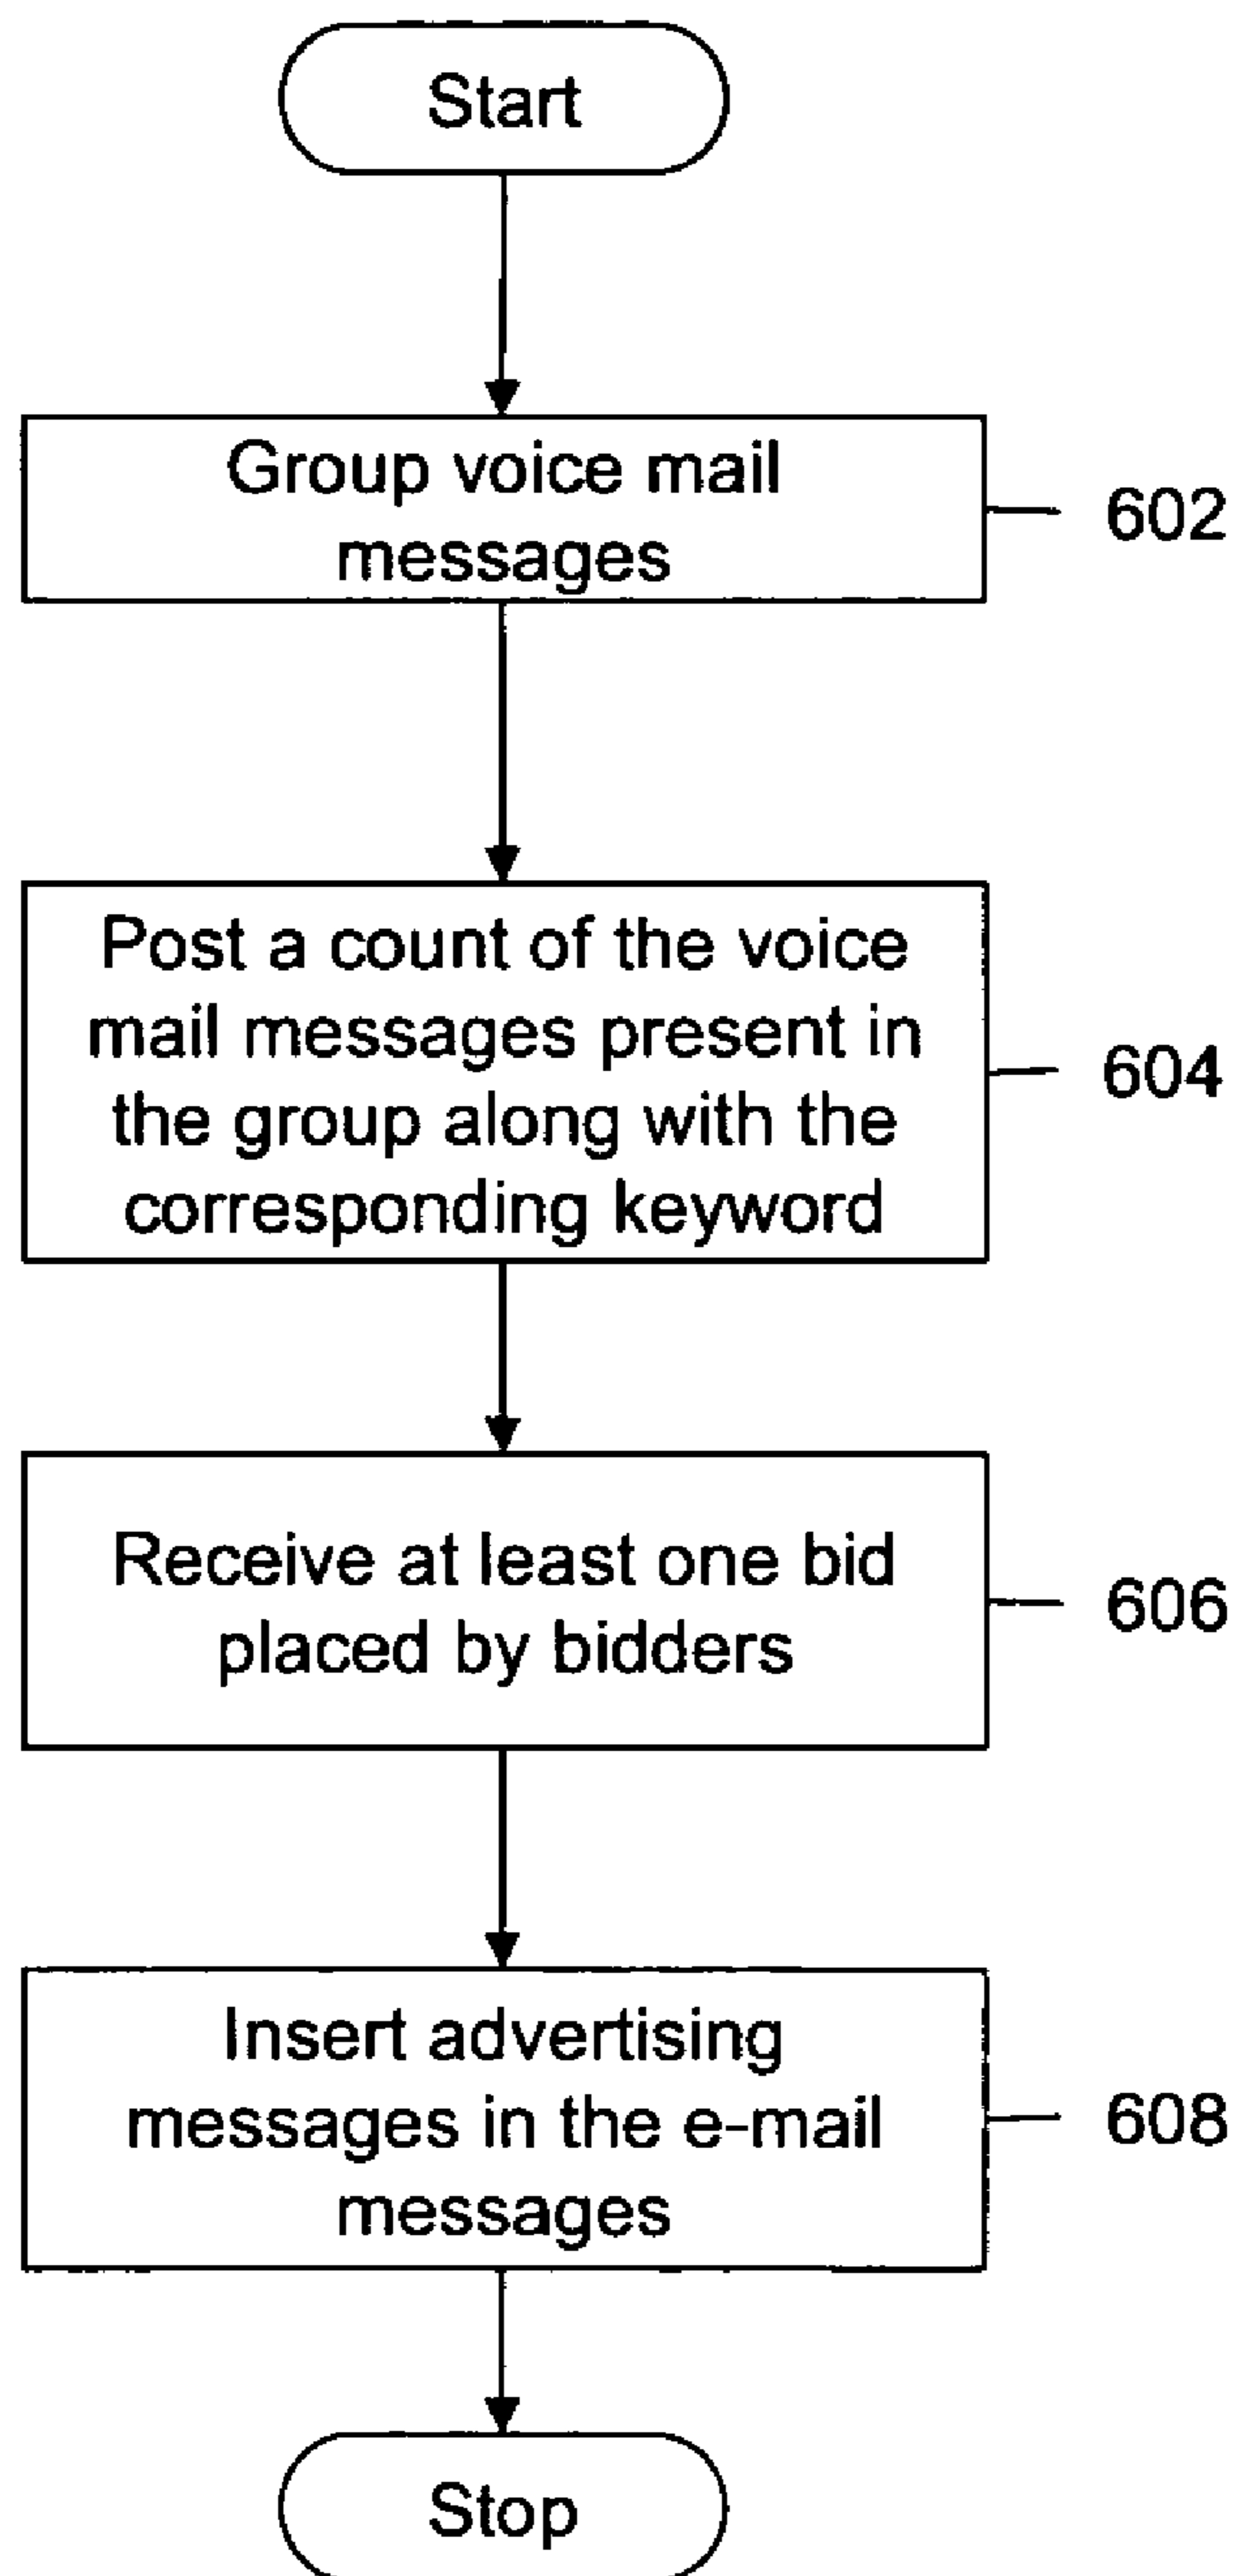 Start
Group voice mail
messages
602
Post a count of the voice
mail messages present in
the group along with the
corresponding keyword
604
Receive at least one bid
placed by bidders
606
Insert advertising
messages in the e-mail
messages
608
Stop